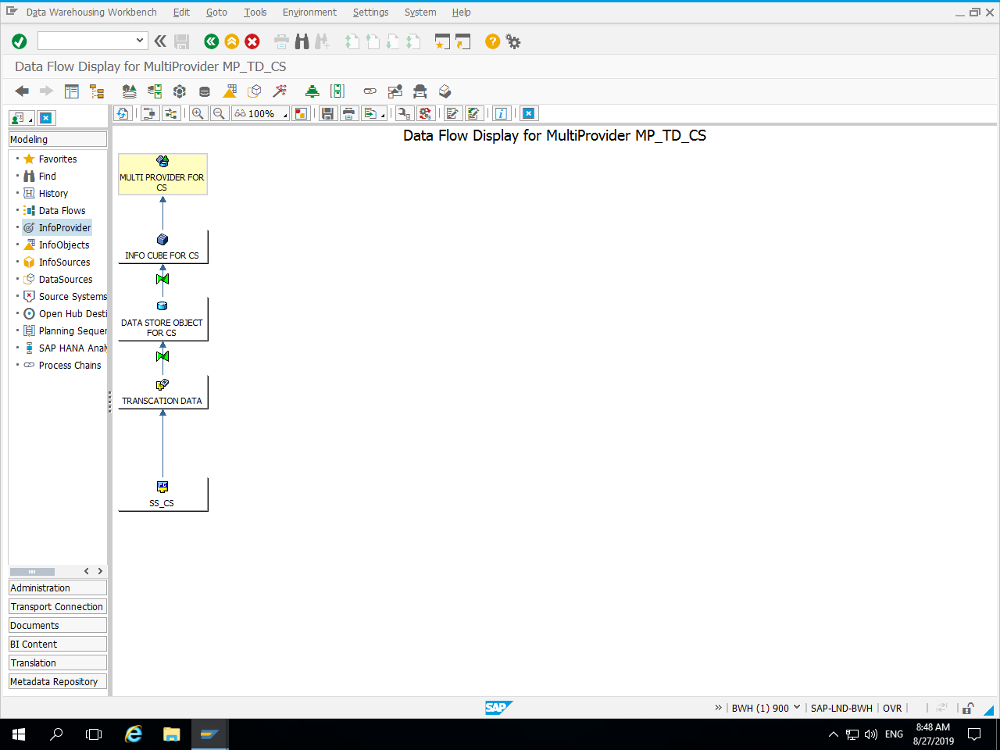 Data Warehousing Workbench Edit Goto Tools Environment Settings System Help
Data Flow Display for MultiProvider MP_TD_CS
100%
Modeling
Favorites
Find
History
Data Flows
InfoProvider
InfoObjects
InfoSources
DataSources
Source Systems
Open Hub Desti
Planning Sequen
SAP HANA Analy
Process Chains
Administration
Transport Connection
Documents
BI Content
Translation
Metadata Repository
Data Flow Display for MultiProvider MP_TD_CS
MULTI PROVIDER FOR
CS
INFO CUBE FOR CS
DATA STORE OBJECT
FOR CS
TRANSCATION DATA
SS_CS
SAP
BWH (1) 900
SAP-LND-BWH
OVR
ENG
8:48 AM
8/27/2019